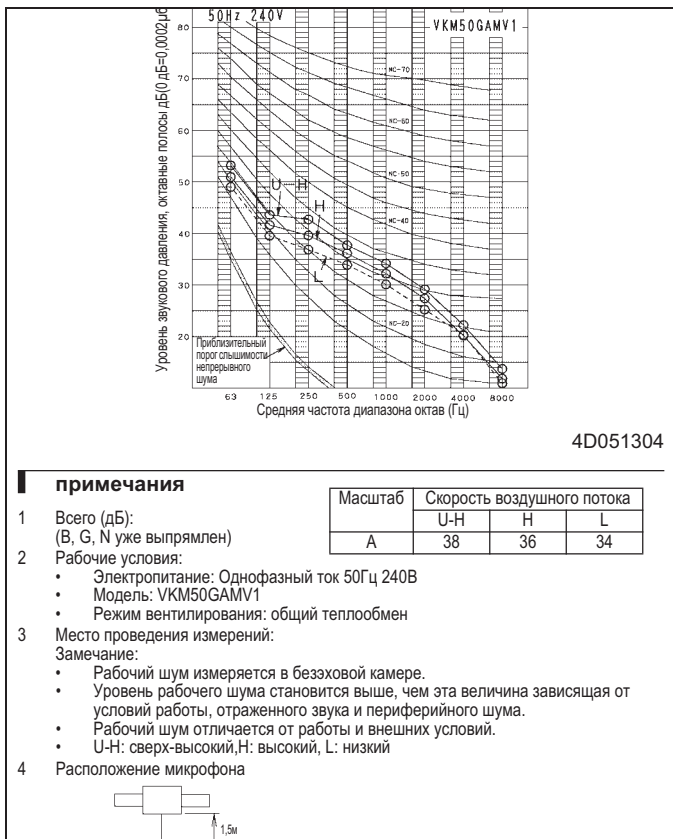 50Hz 240V
VKM50GAMV1
Уровень звукового давления, октавные полосы дБ(0 дБ=0,0002µб
80
70
60
50
40
30
20
NC-70
NC-60
NC-50
NC-40
NC-20
U-H
H
L
Приблизительный
порог слышимости
непрерывного
шума
63 125 250 500 1000 2000 4000 8000
Средняя частота диапазона октав (Гц)
4D051304
примечания
Масштаб Скорость воздушного потока
U-H H L
A 38 36 34
1 Всего (дБ):
(B, G, N уже выпрямлен)
2 Рабочие условия:
• Электропитание: Однофазный ток 50Гц 240В
• Модель: VKM50GAMV1
• Режим вентилирования: общий теплообмен
3 Место проведения измерений:
Замечание:
• Рабочий шум измеряется в безэховой камере.
• Уровень рабочего шума становится выше, чем эта величина зависящая от
условий работы, отраженного звука и периферийного шума.
• Рабочий шум отличается от работы и внешних условий.
• U-H: сверх-высокий,H: высокий, L: низкий
4 Расположение микрофона
1,5м